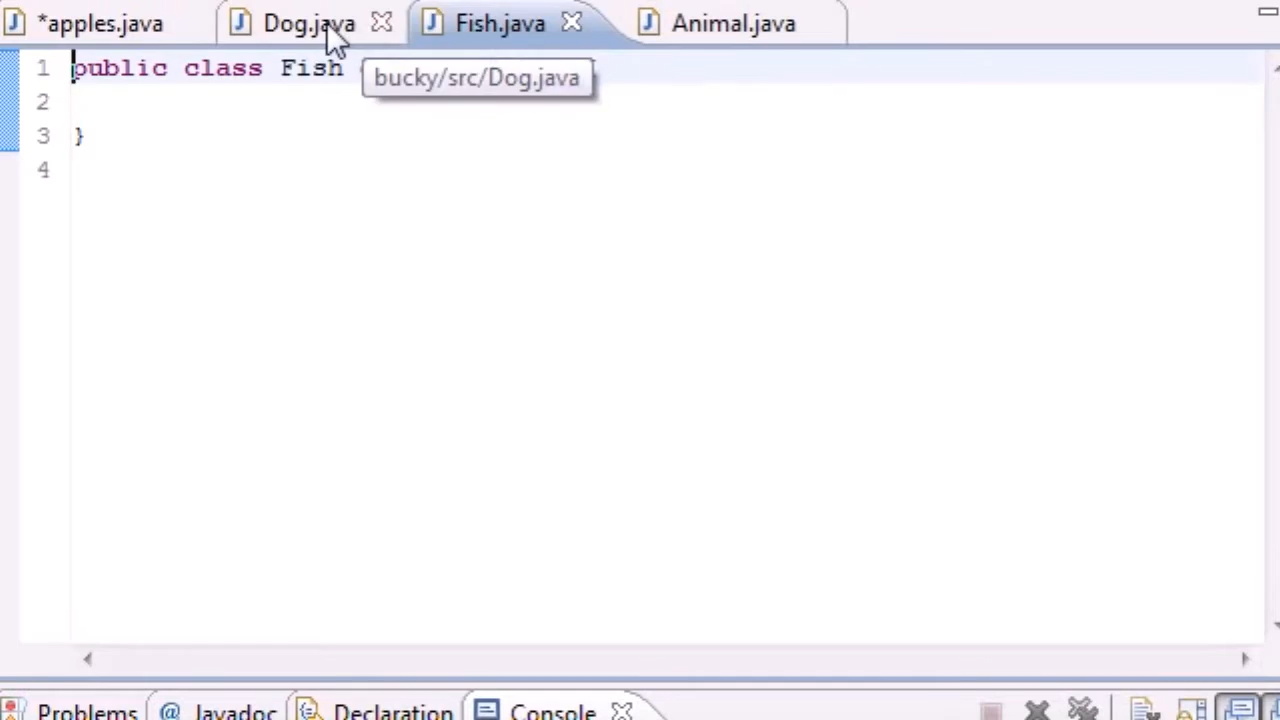 *apples.java Dog.java Fish.java Animal.java
1 public class Fish
bucky/src/Dog.java
2
3 }
4
Problems @ Javadoc Declaration Console